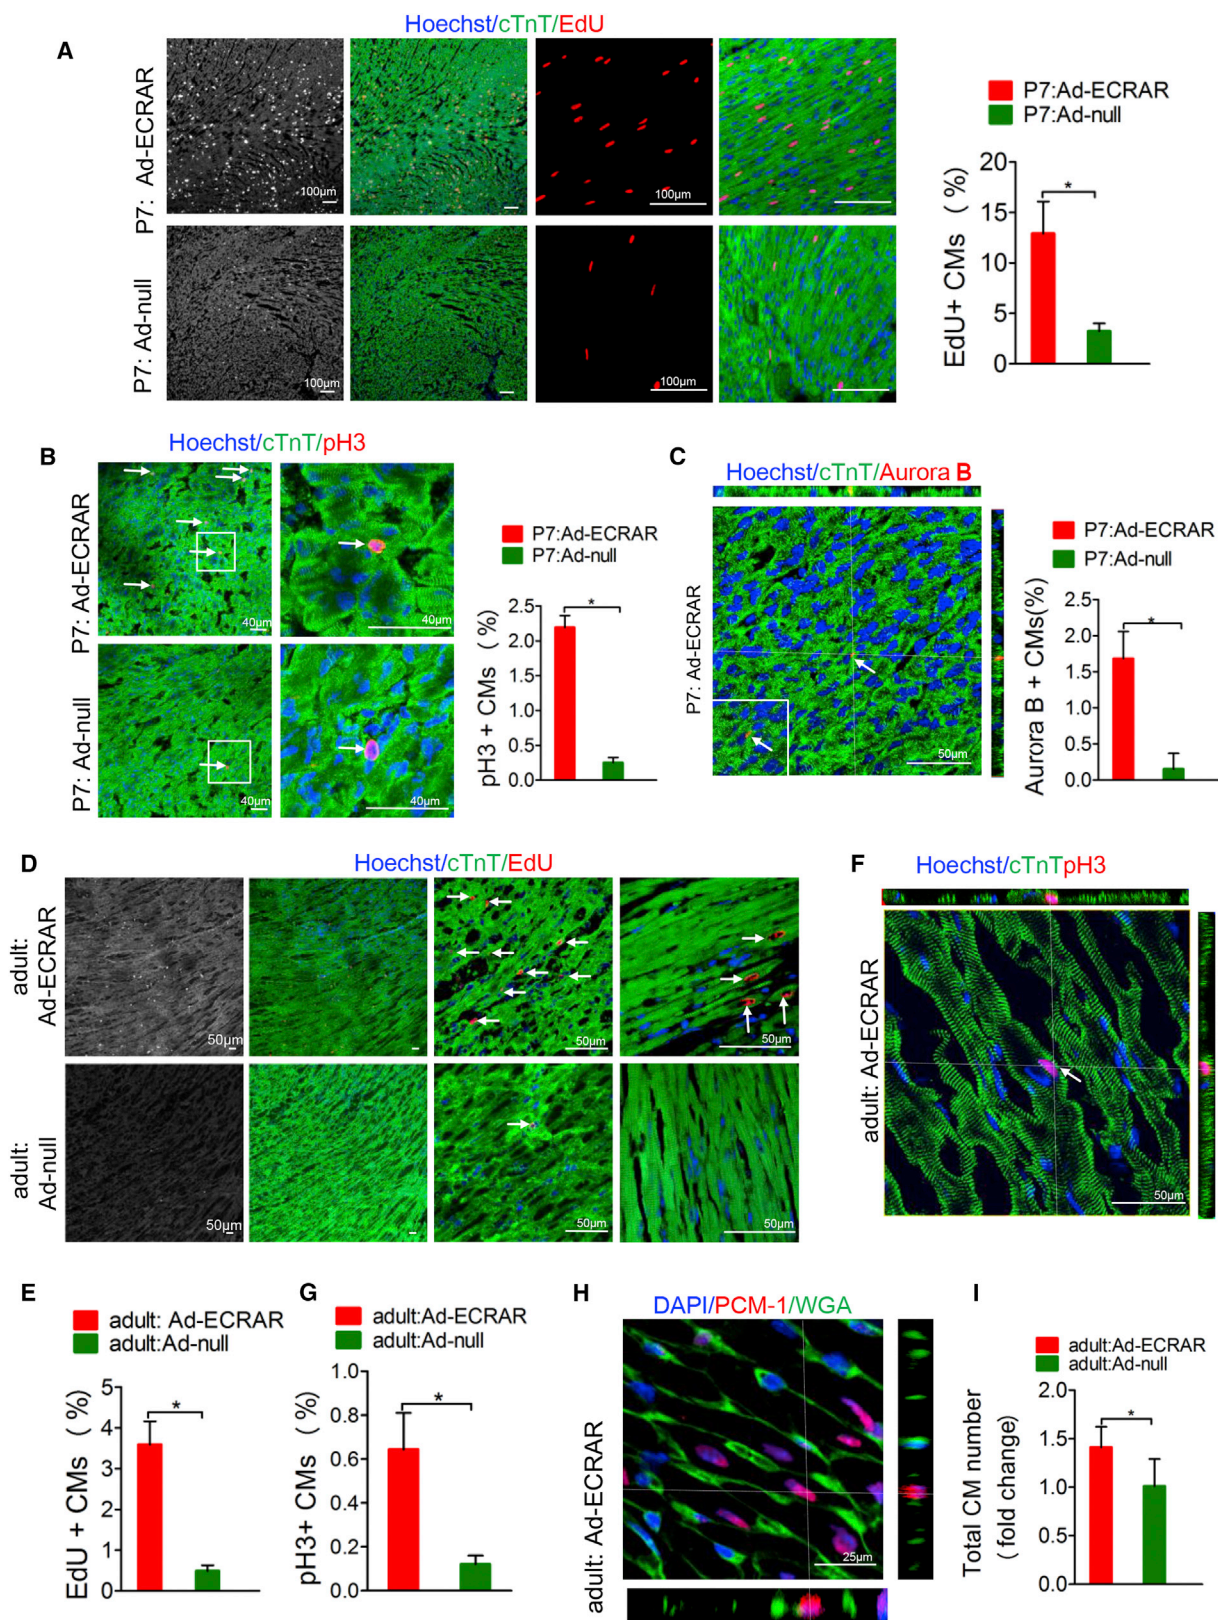 A
Hoechst/cTnT/EdU
P7: Ad-ECRAR
P7: Ad-null
100µm
100µm
100µm
100µm
P7:Ad-ECRAR
P7:Ad-null
EdU+ CMs (%)
20
15
10
5
0
*
B
Hoechst/cTnT/pH3
P7: Ad-ECRAR
P7: Ad-null
40µm
40µm
40µm
40µm
P7:Ad-ECRAR
P7:Ad-null
pH3 + CMs (%)
2.5
2.0
1.5
1.0
0.5
0.0
*
C
Hoechst/cTnT/Aurora B
P7: Ad-ECRAR
50µm
P7:Ad-ECRAR
P7:Ad-null
Aurora B + CMs(%)
2.5
2.0
1.5
1.0
0.5
0.0
*
D
Hoechst/cTnT/EdU
adult:
Ad-ECRAR
adult:
Ad-null
50µm
50µm
50µm
50µm
50µm
50µm
F
Hoechst/cTnTpH3
adult: Ad-ECRAR
50µm
E
adult: Ad-ECRAR
adult:Ad-null
EdU + CMs (%)
5
4
3
2
1
0
*
G
adult:Ad-ECRAR
adult:Ad-null
pH3+ CMs (%)
1.0
0.8
0.6
0.4
0.2
0.0
*
H
DAPI/PCM-1/WGA
adult: Ad-ECRAR
25µm
I
adult:Ad-ECRAR
adult:Ad-null
Total CM number
(fold change)
2.0
1.5
1.0
0.5
0.0
*